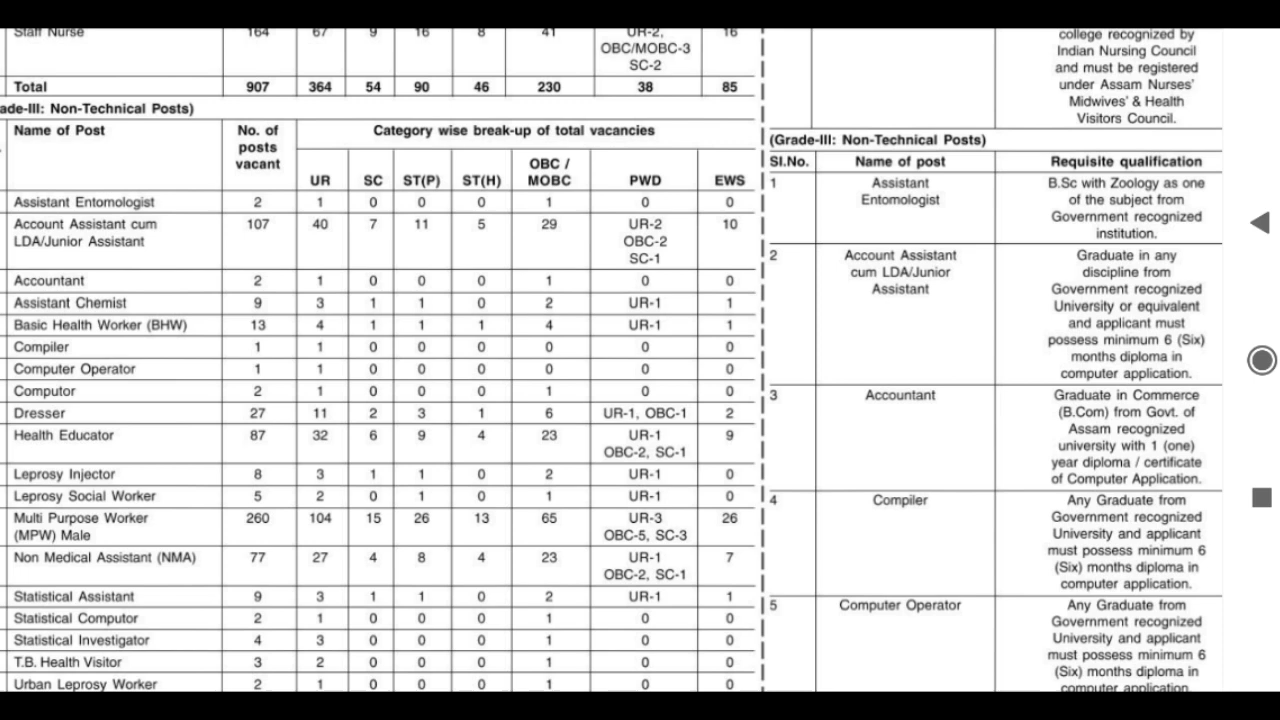 Staff Nurse 164 67 9 16 8 41 UR-2, 16
OBC/MOBC-3
SC-2
Total 907 364 54 90 46 230 38 85
ade-III: Non-Technical Posts)
Name of Post No. of posts vacant Category wise break-up of total vacancies
UR SC ST(P) ST(H) OBC / MOBC PWD EWS
Assistant Entomologist 2 1 0 0 0 1 0 0
Account Assistant cum 107 40 7 11 5 29 UR-2 10
LDA/Junior Assistant OBC-2
SC-1
Accountant 2 1 0 0 0 1 0 0
Assistant Chemist 9 3 1 1 0 2 UR-1 1
Basic Health Worker (BHW) 13 4 1 1 1 4 UR-1 1
Compiler 1 1 0 0 0 0 0 0
Computer Operator 1 1 0 0 0 0 0 0
Computor 2 1 0 0 0 1 0 0
Dresser 27 11 2 3 1 6 UR-1, OBC-1 2
Health Educator 87 32 6 9 4 23 UR-1 9
OBC-2, SC-1
Leprosy Injector 8 3 1 1 0 2 UR-1 0
Leprosy Social Worker 5 2 0 1 0 1 UR-1 0
Multi Purpose Worker 260 104 15 26 13 65 UR-3 26
(MPW) Male OBC-5, SC-3
Non Medical Assistant (NMA) 77 27 4 8 4 23 UR-1 7
OBC-2, SC-1
Statistical Assistant 9 3 1 1 0 2 UR-1 1
Statistical Computor 2 1 0 0 0 1 0 0
Statistical Investigator 4 3 0 0 0 1 0 0
T.B. Health Visitor 3 2 0 0 0 1 0 0
Urban Leprosy Worker 2 1 0 0 0 1 0 0
college recognized by
Indian Nursing Council
and must be registered
under Assam Nurses'
Midwives' & Health
Visitors Council.
(Grade-III: Non-Technical Posts)
SI.No. Name of post Requisite qualification
1 Assistant B.Sc with Zoology as one
Entomologist of the subject from
Government recognized
institution.
2 Account Assistant Graduate in any
cum LDA/Junior discipline from
Assistant Government recognized
University or equivalent
and applicant must
possess minimum 6 (Six)
months diploma in
computer application.
3 Accountant Graduate in Commerce
(B.Com) from Govt. of
Assam recognized
university with 1 (one)
year diploma / certificate
of Computer Application.
4 Compiler Any Graduate from
Government recognized
University and applicant
must possess minimum 6
(Six) months diploma in
computer application.
5 Computer Operator Any Graduate from
Government recognized
University and applicant
must possess minimum 6
(Six) months diploma in
computer application.